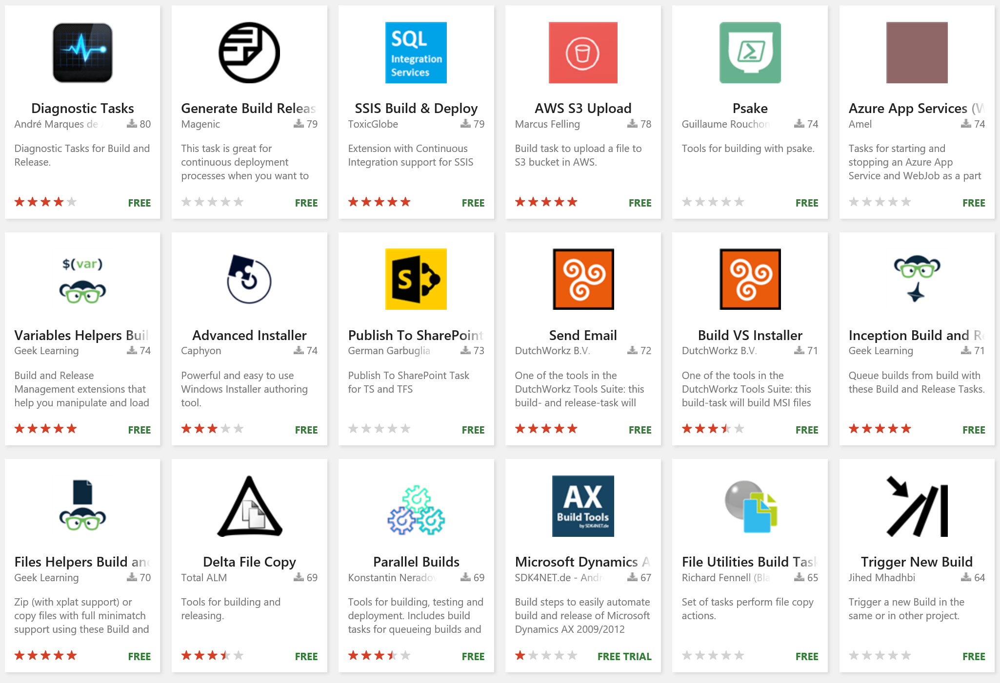 Diagnostic Tasks
André Marques de
80
Diagnostic Tasks for Build and
Release.
FREE
Generate Build Releas
Magenic
79
This task is great for
continuous deployment
processes when you want to
FREE
SQL
Integration
Services
SSIS Build & Deploy
ToxicGlobe
79
Extension with Continuous
Integration support for SSIS
FREE
AWS S3 Upload
Marcus Felling
78
Build task to upload a file to
S3 bucket in AWS.
FREE
Psake
Guillaume Rouchon
74
Tools for building with psake.
FREE
Azure App Services (W
Amel
74
Tasks for starting and
stopping an Azure App
Service and WebJob as a part
FREE
$(var)
Variables Helpers Buil
Geek Learning
74
Build and Release
Management extensions that
help you manipulate and load
FREE
Advanced Installer
Caphyon
74
Powerful and easy to use
Windows Installer authoring
tool.
FREE
S
Publish To SharePoint
German Garbuglia
73
Publish To SharePoint Task
for TS and TFS
FREE
Send Email
DutchWorkz B.V.
72
One of the tools in the
DutchWorkz Tools Suite: this
build- and release-task will
FREE
Build VS Installer
DutchWorkz B.V.
71
One of the tools in the
DutchWorkz Tools Suite: this
build-task will build MSI files
FREE
Inception Build and Re
Geek Learning
71
Queue builds from build with
these Build and Release Tasks.
FREE
Files Helpers Build and
Geek Learning
70
Zip (with xplat support) or
copy files with full minimatch
support using these Build and
FREE
Delta File Copy
Total ALM
69
Tools for building and
releasing.
FREE
Parallel Builds
Konstantin Neradov
69
Tools for building, testing and
deployment. Includes build
tasks for queueing builds and
FREE
AX
Build Tools
by SDK4NET.de
Microsoft Dynamics A
SDK4NET.de - Andr
67
Build steps to easily automate
build and release of Microsoft
Dynamics AX 2009/2012
FREE TRIAL
File Utilities Build Task
Richard Fennell (Bla
65
Set of tasks perform file copy
actions.
FREE
Trigger New Build
Jihed Mhadhbi
64
Trigger a new Build in the
same or in other project.
FREE